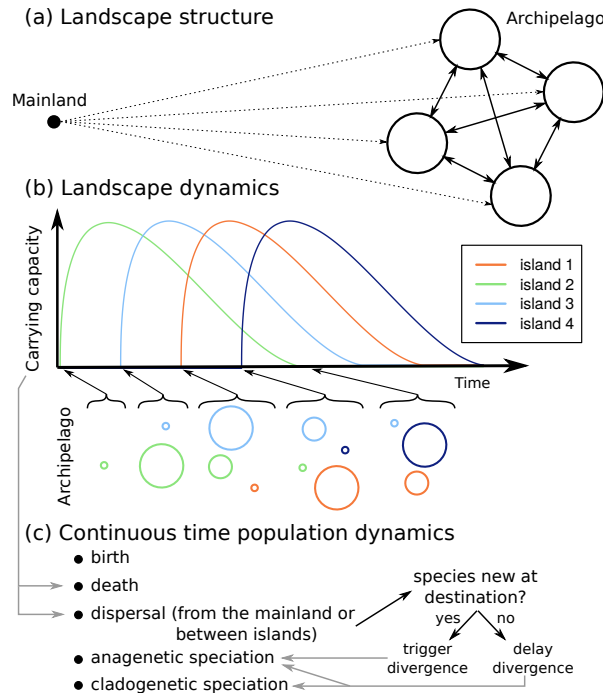 (a) Landscape structure
Archipelago
Mainland
(b) Landscape dynamics
Carrying capacity
island 1
island 2
island 3
island 4
Time
Archipelago
(c) Continuous time population dynamics
birth
death
dispersal (from the mainland or
between islands)
anagenetic speciation
cladogenetic speciation
species new at
destination?
yes no
trigger
divergence
delay
divergence